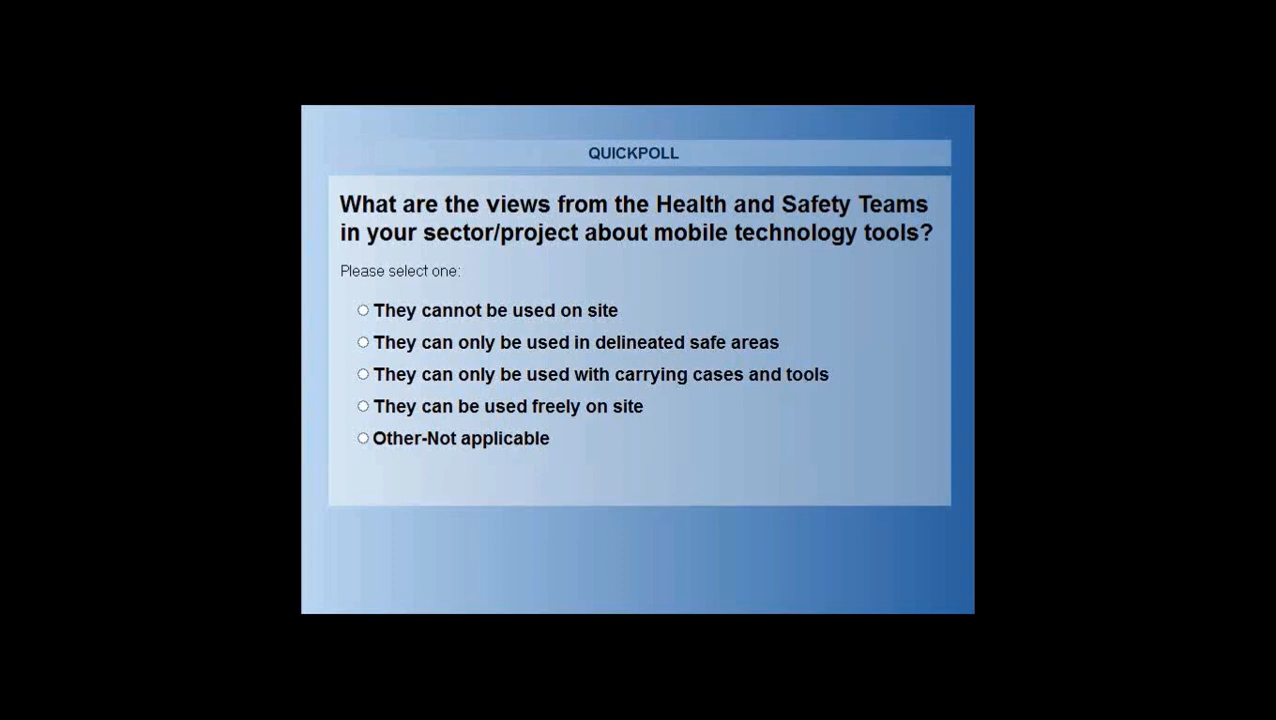 QUICKPOLL
What are the views from the Health and Safety Teams
in your sector/project about mobile technology tools?
Please select one:
They cannot be used on site
They can only be used in delineated safe areas
They can only be used with carrying cases and tools
They can be used freely on site
Other-Not applicable